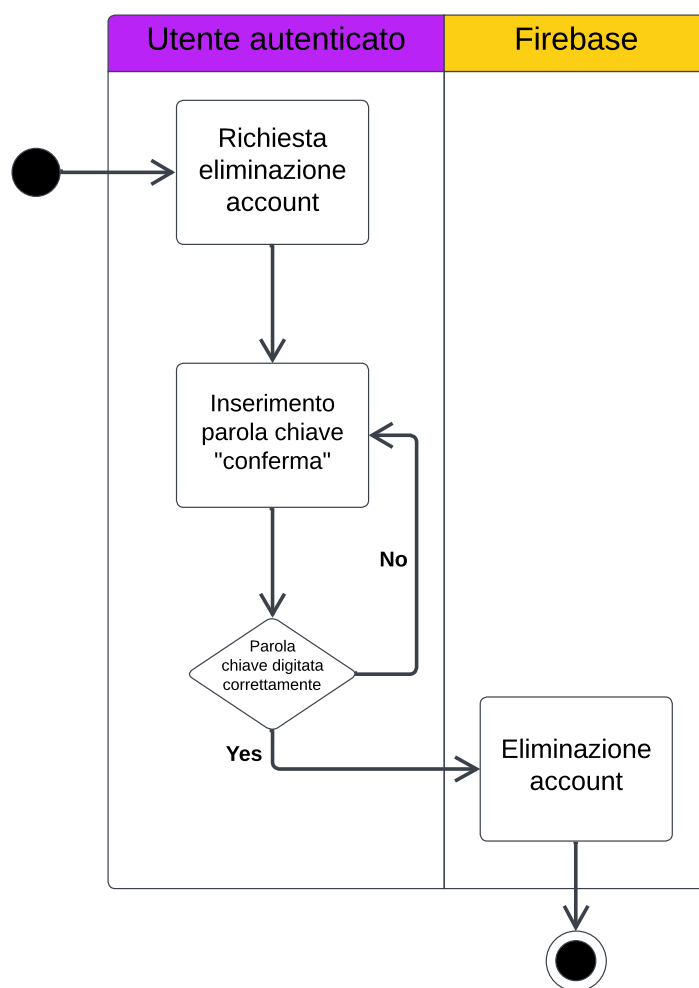 Utente autenticato
Firebase
Richiesta
eliminazione
account
Inserimento
parola chiave
"conferma"
No
Parola
chiave digitata
correttamente
Yes
Eliminazione
account